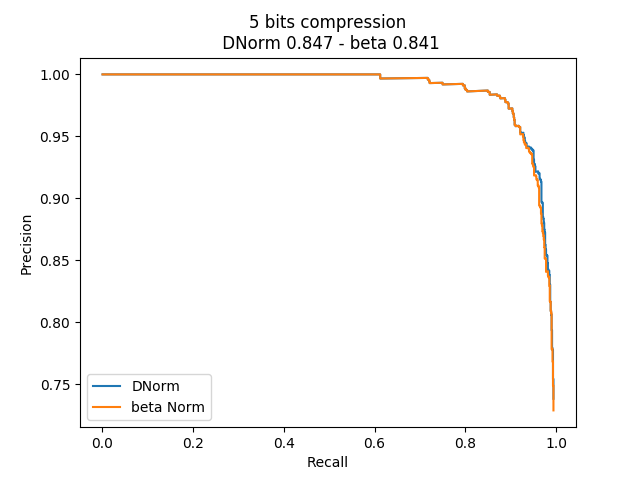 5 bits compression
DNorm 0.847 - beta 0.841
1.00
0.95
0.90
0.85
0.80
0.75
Precision
DNorm
beta Norm
0.0 0.2 0.4 0.6 0.8 1.0
Recall